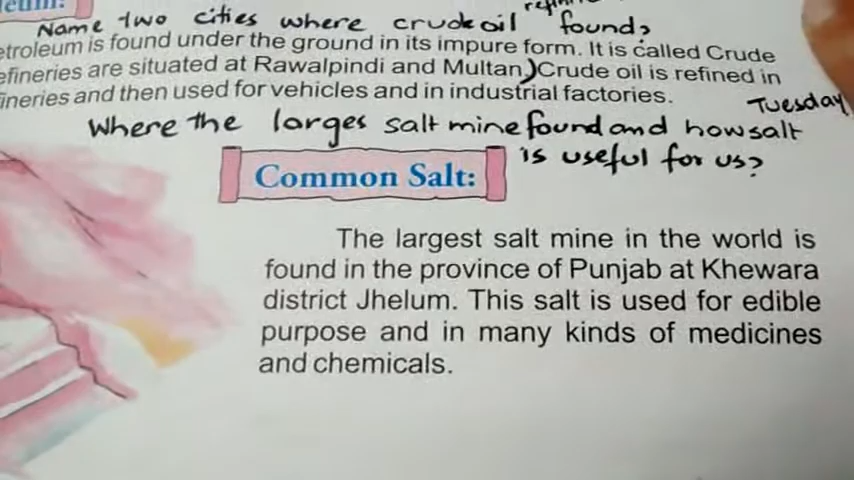 leum:
Name two cities where crude oil found?
etroleum is found under the ground in its impure form. It is called Crude
efineries are situated at Rawalpindi and Multan.) Crude oil is refined in
ineries and then used for vehicles and in industrial factories.
Tuesday
Where the larges salt mine found and how salt
is useful for us?
Common Salt:
The largest salt mine in the world is
found in the province of Punjab at Khewara
district Jhelum. This salt is used for edible
purpose and in many kinds of medicines
and chemicals.